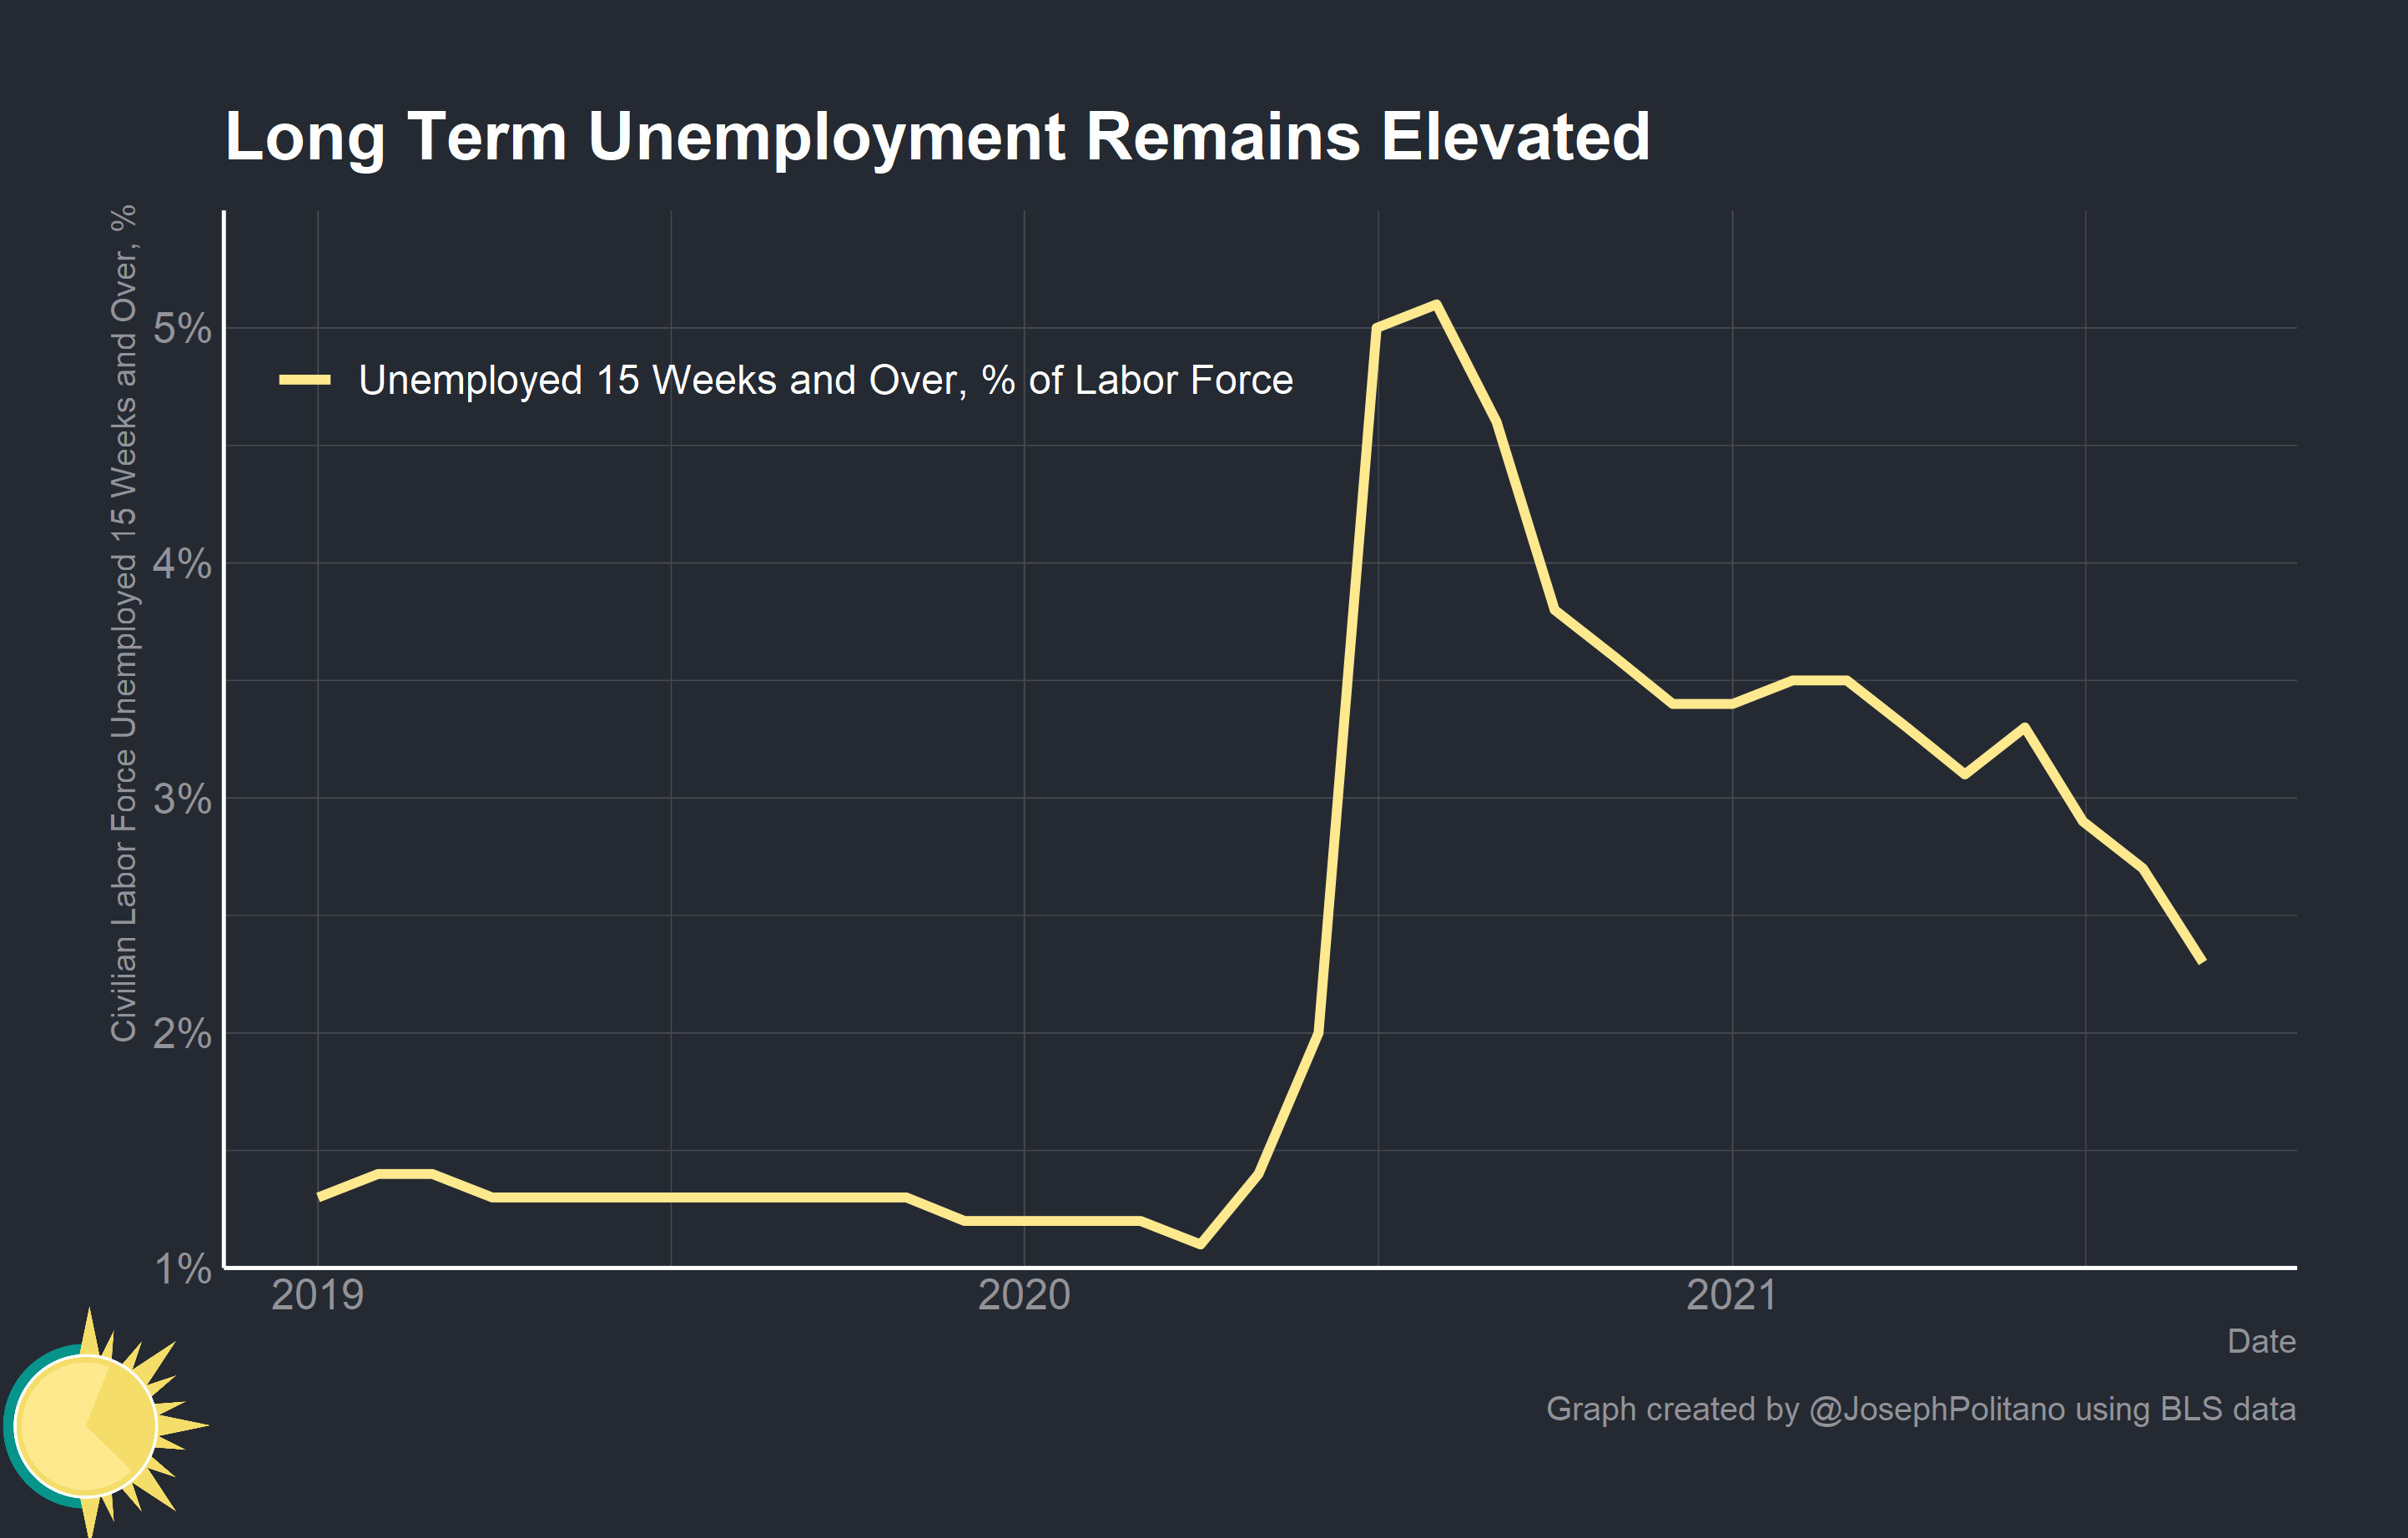 Long Term Unemployment Remains Elevated
Civilian Labor Force Unemployed 15 Weeks and Over, %
5%
Unemployed 15 Weeks and Over, % of Labor Force
4%
3%
2%
1%
2019 2020 2021
Date
Graph created by @JosephPolitano using BLS data